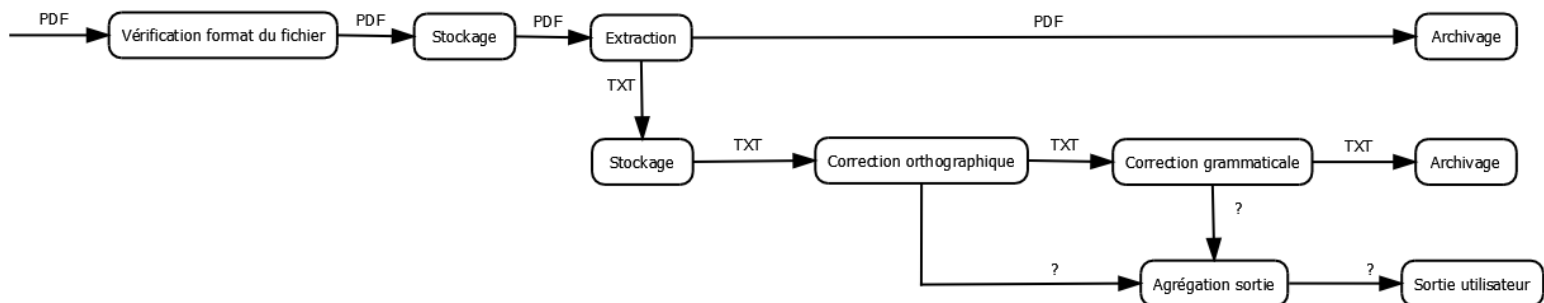 PDF
Vérification format du fichier
PDF
Stockage
PDF
Extraction
PDF
Archivage
TXT
Stockage
TXT
Correction orthographique
TXT
Correction grammaticale
TXT
Archivage
?
?
Agrégation sortie
?
Sortie utilisateur